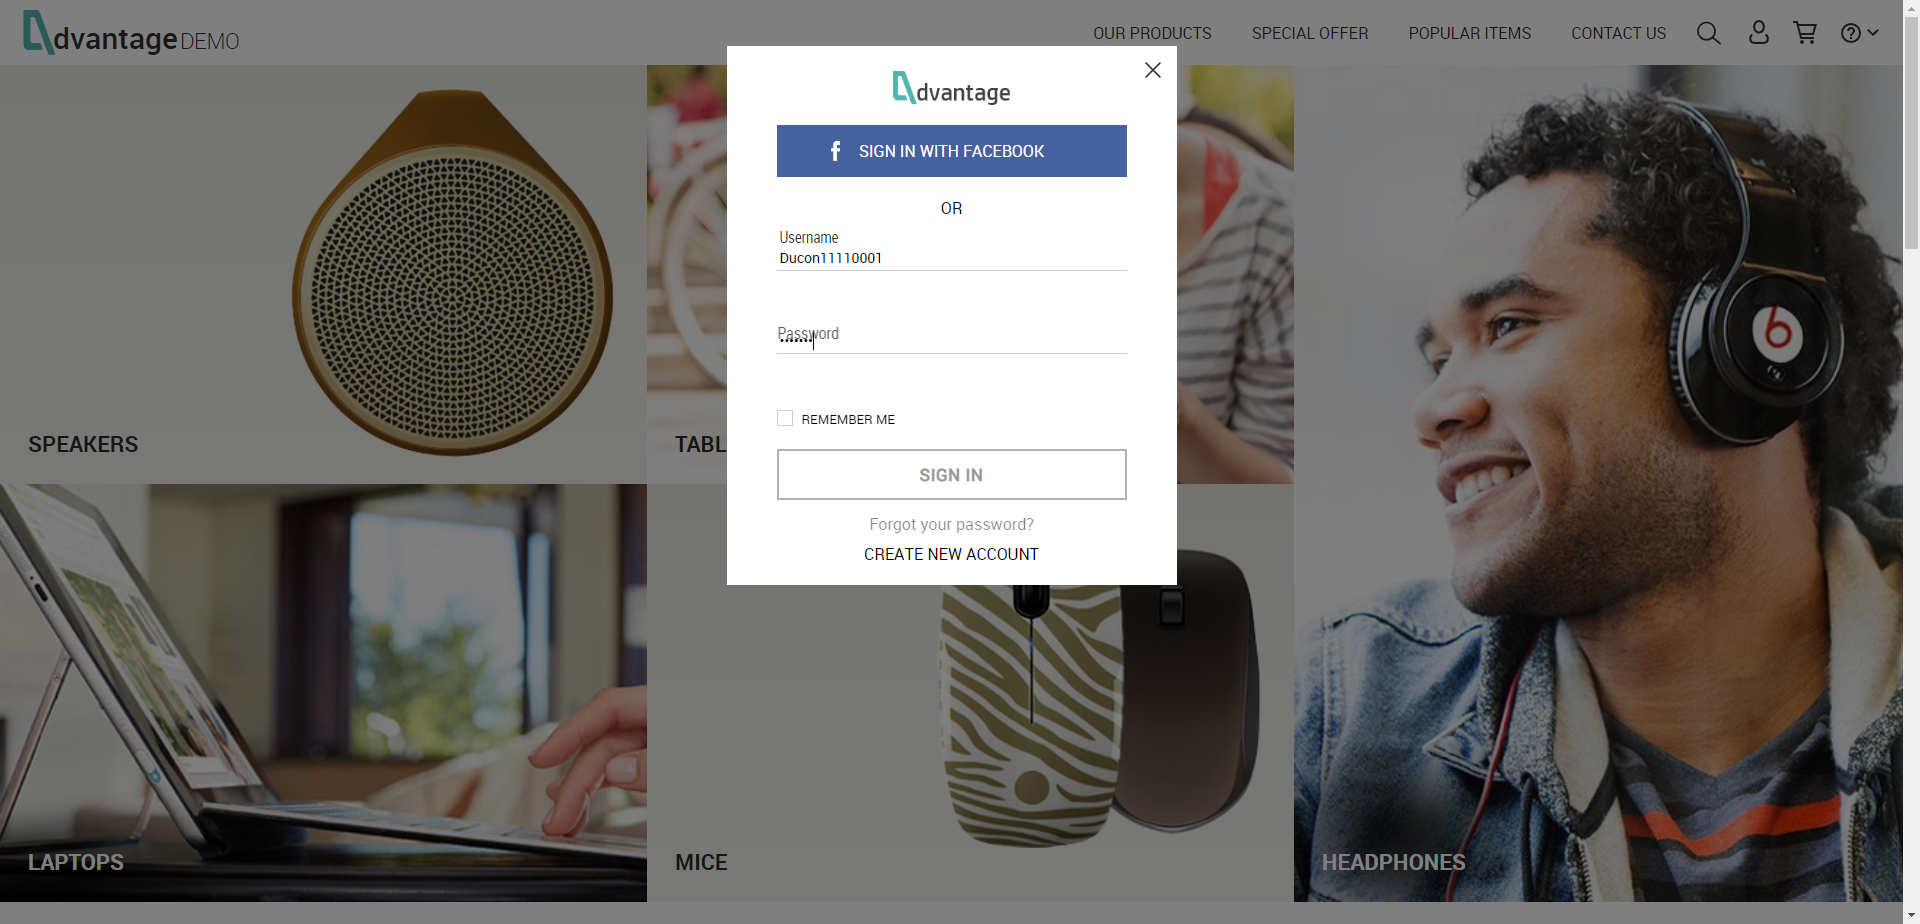 dvantage DEMO
OUR PRODUCTS
SPECIAL OFFER
POPULAR ITEMS
CONTACT US
dvantage
f SIGN IN WITH FACEBOOK
OR
Username
Ducon11110001
Password
•••••••
REMEMBER ME
SIGN IN
Forgot your password?
CREATE NEW ACCOUNT
SPEAKERS
TABL
LAPTOPS
MICE
HEADPHONES